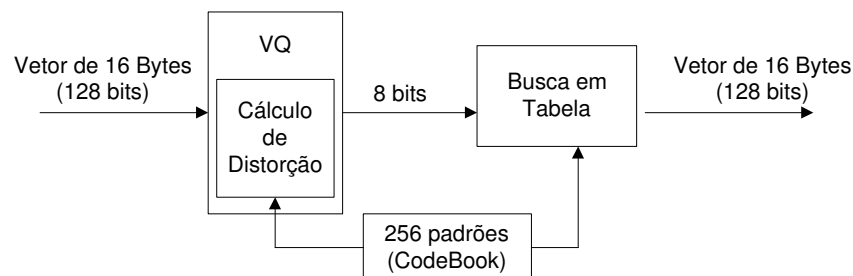 VQ
Vetor de 16 Bytes
(128 bits)
Cálculo
de
Distorção
8 bits
Busca em
Tabela
Vetor de 16 Bytes
(128 bits)
256 padrões
(CodeBook)